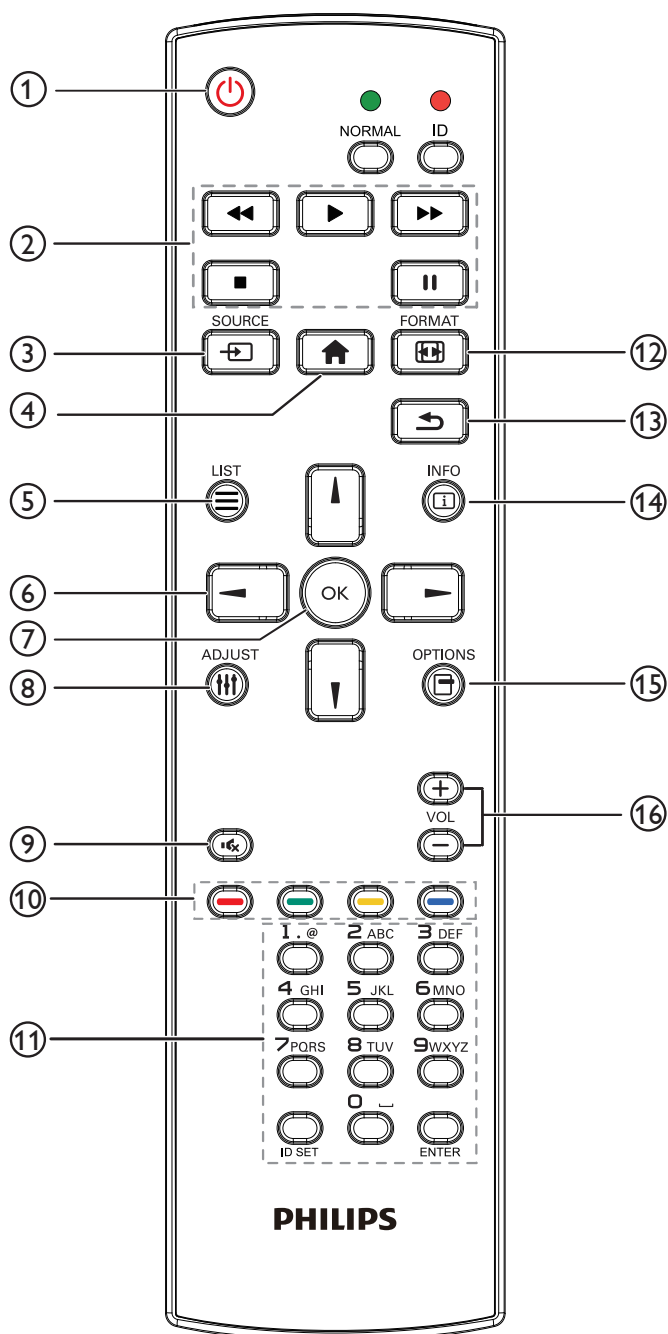 1
NORMAL ID
2
SOURCE FORMAT
3 12
4
13
LIST INFO
5 14
6
OK
7
ADJUST OPTIONS
8 15
VOL
16
9
10
1.@ 2 ABC 3 DEF
4 GHI 5 JKL 6 MNO
11
7 PQRS 8 TUV 9 WXYZ
0 ⎵
ID SET ENTER
PHILIPS